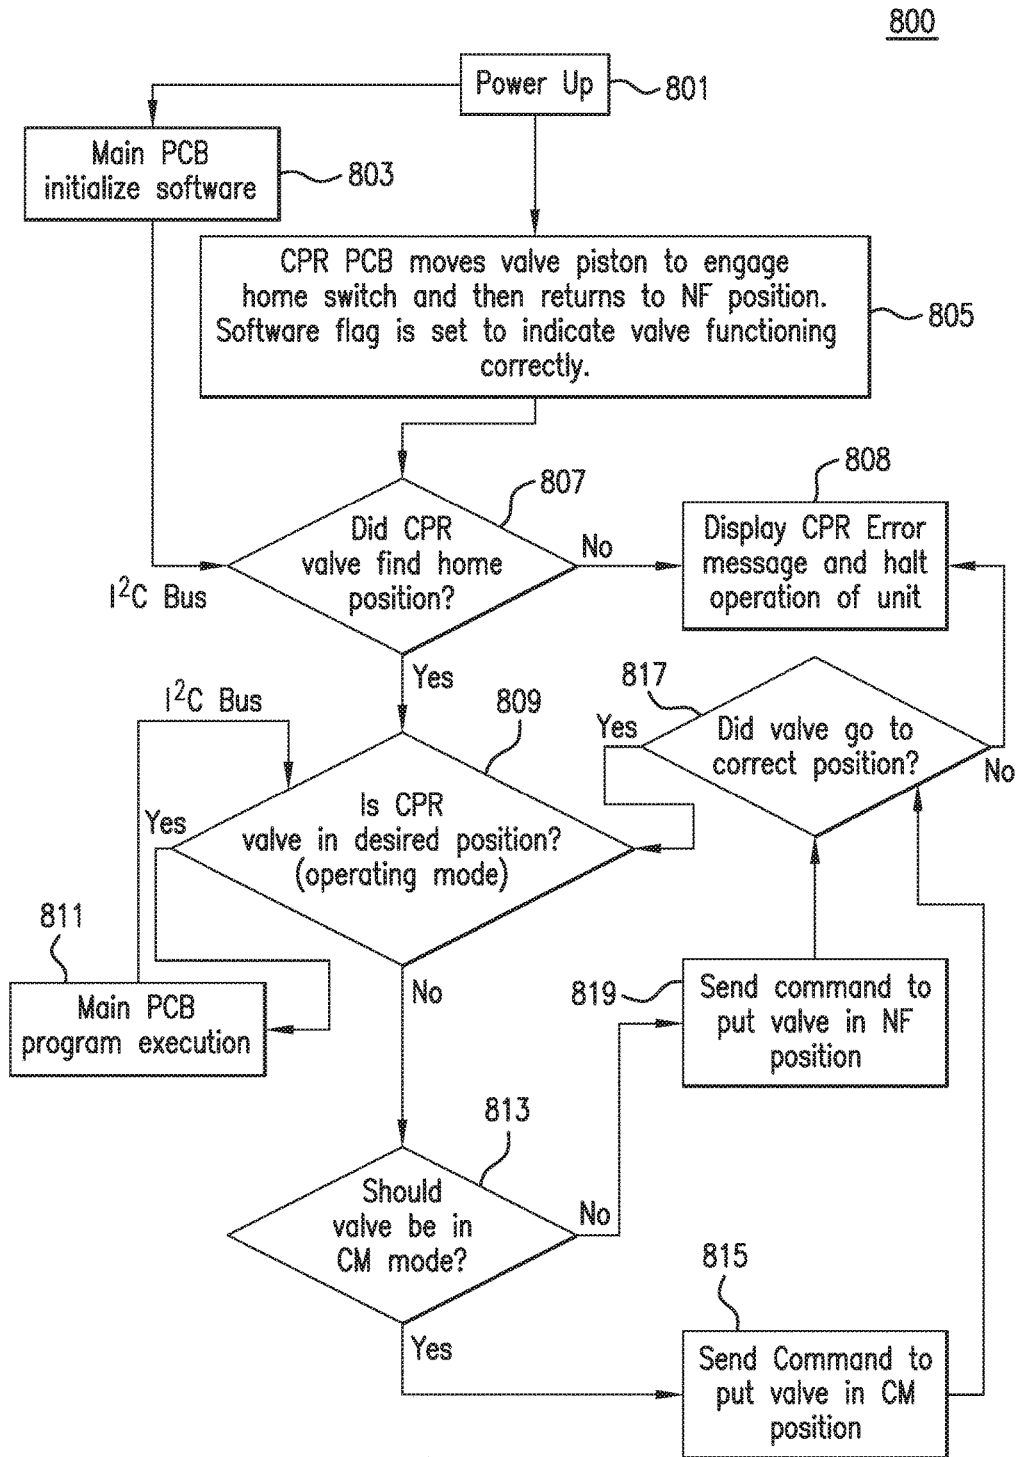 800
Power Up
801
Main PCB
initialize software
803
CPR PCB moves valve piston to engage
home switch and then returns to NF position.
Software flag is set to indicate valve functioning
correctly.
805
807
Did CPR
valve find home
position?
I²C Bus
No
Yes
808
Display CPR Error
message and halt
operation of unit
I²C Bus
809
Is CPR
valve in desired position?
(operating mode)
Yes
No
817
Did valve go to
correct position?
Yes
No
811
Main PCB
program execution
819
Send command to
put valve in NF
position
813
Should
valve be in
CM mode?
No
Yes
815
Send Command to
put valve in CM
position